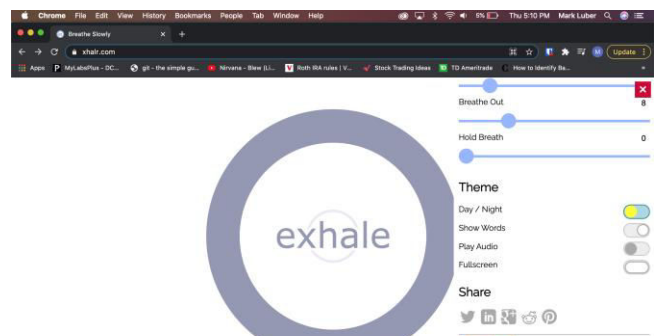 Chrome File Edit View History Bookmarks People Tab Window Help 5% Thu 5:10 PM Mark Luber
Breathe Slowly
xhalr.com Update
Apps MyLabsPlus - DC... git - the simple gu... Nirvana - Blew (Li... Roth IRA rules | V... Stock Trading Ideas TD Ameritrade How to Identify Ba...
Breathe Out 8
Hold Breath 0
exhale
Theme
Day / Night
Show Words
Play Audio
Fullscreen
Share